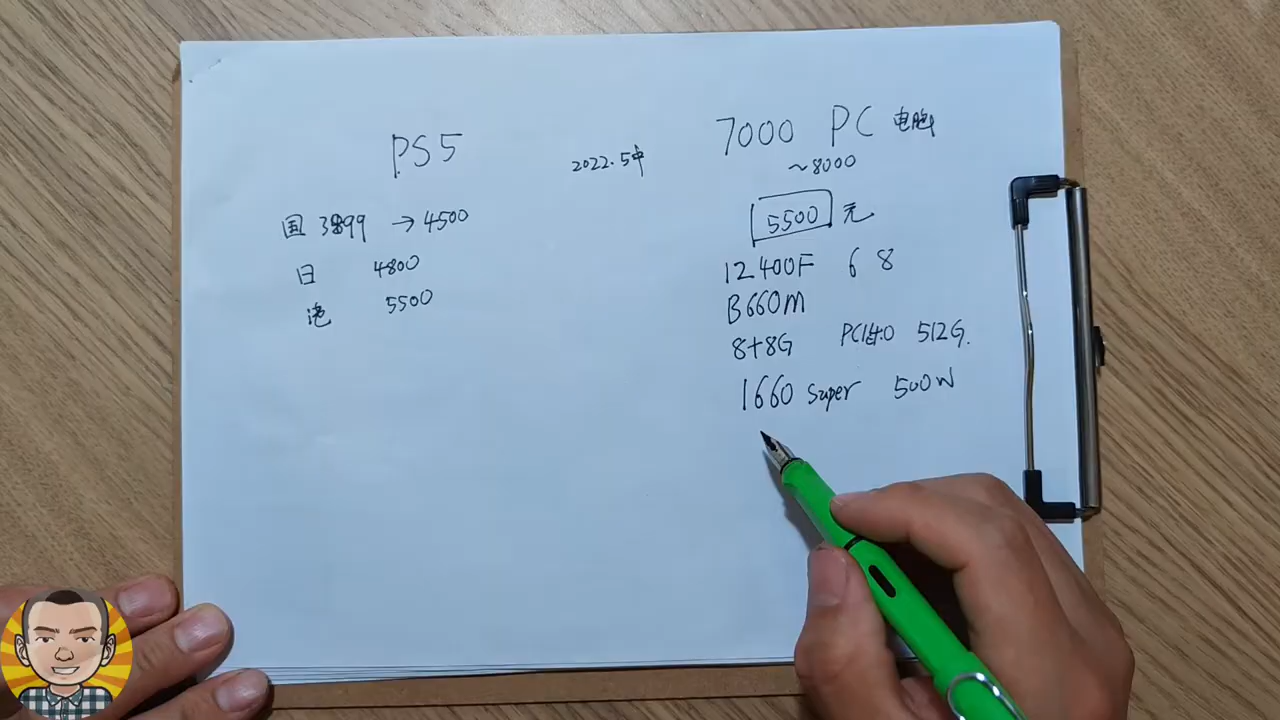 PS5
2022.5中
7000 PC 电脑
~8000
国 3899 → 4500
日 4800
港 5500
5500 元
12400F 6 8
B660M
8+8G PCIe4.0 512G.
1660 Super 500W